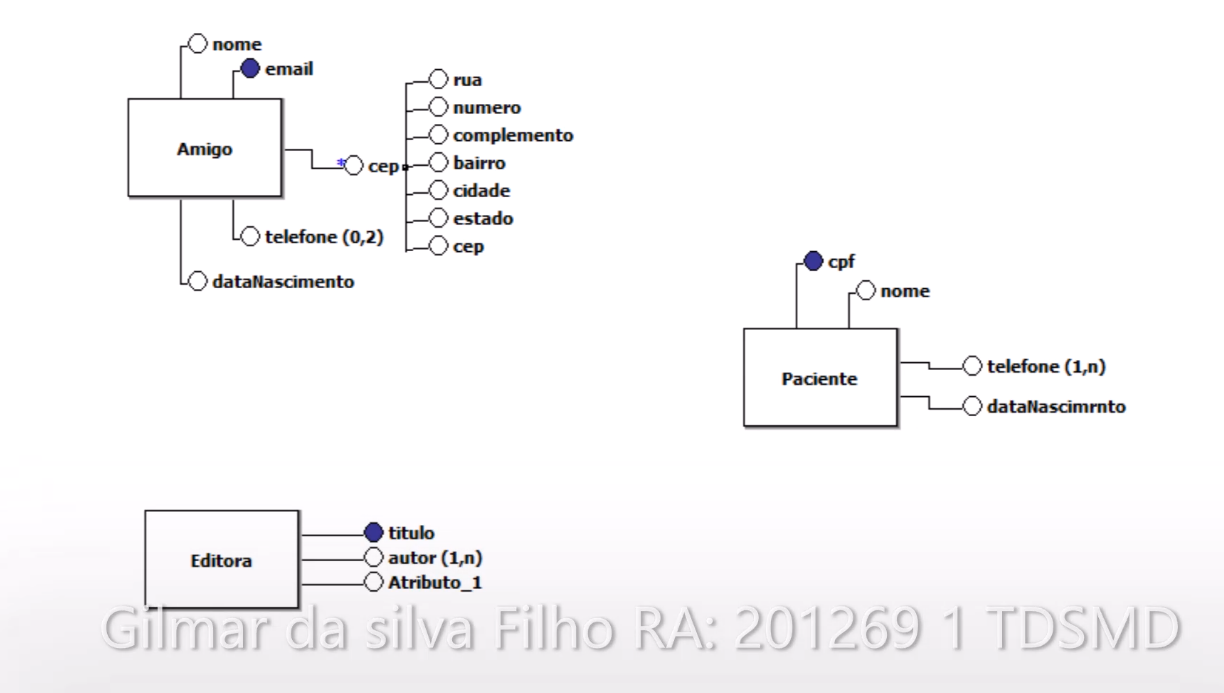 nome
email
Amigo
* cep
rua
numero
complemento
bairro
cidade
estado
cep
telefone (0,2)
dataNascimento
cpf
nome
Paciente
telefone (1,n)
dataNascimrnto
Editora
titulo
autor (1,n)
Atributo_1
Gilmar da silva Filho RA: 201269 1 TDSMD